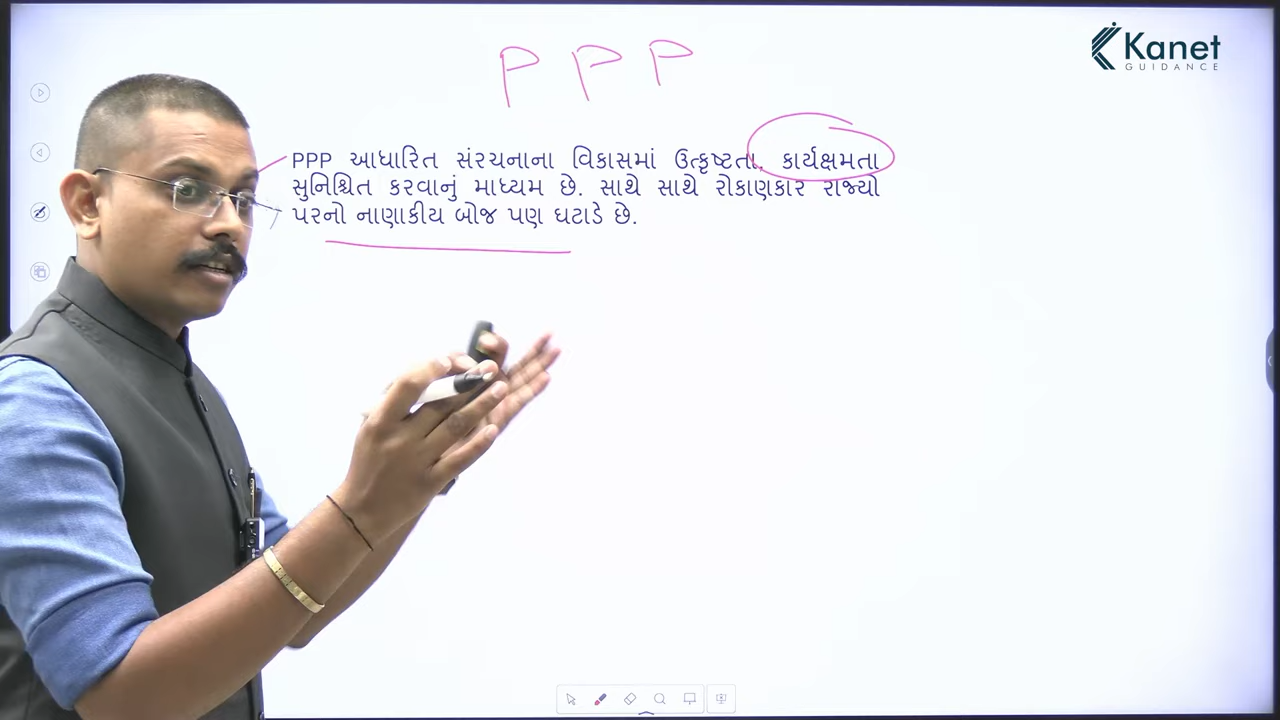 PPP
Kanet
GUIDANCE
PPP આધારિત સંરચનાના વિકાસમાં ઉત્કૃષ્ટતા, કાર્યક્ષમતા
સુનિશ્ચિત કરવાનું માધ્યમ છે. સાથે સાથે રોકાણકાર રાજ્યો
પરનો નાણાકીય બોજ પણ ઘટાડે છે.